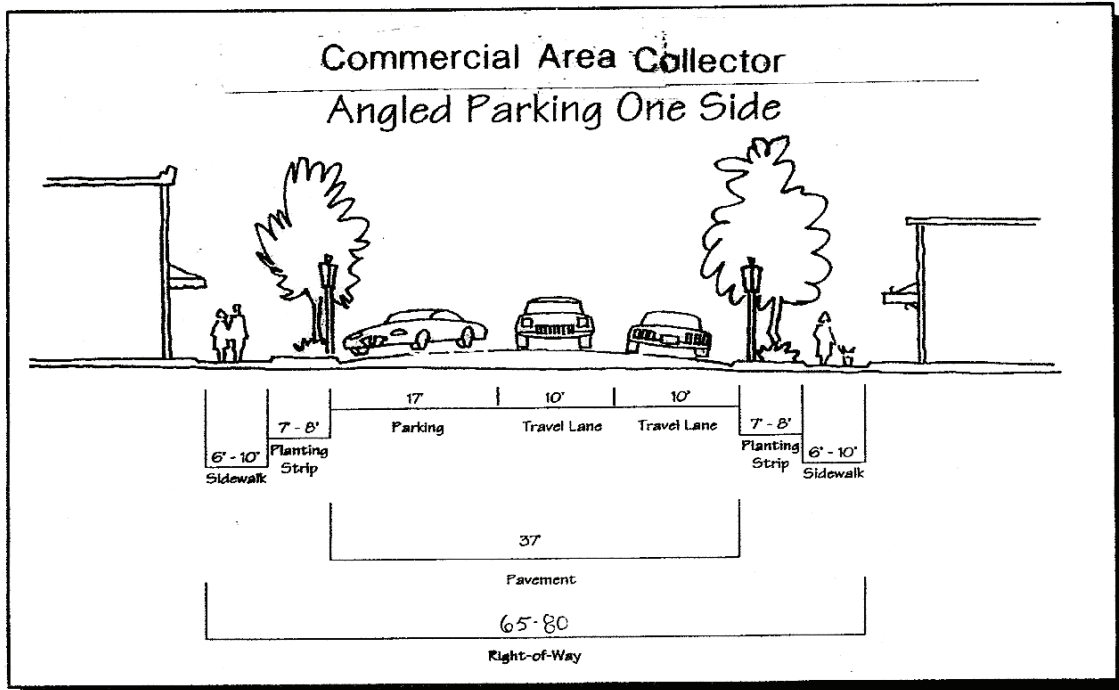 Commercial Area Collector
Angled Parking One Side
17'
10'
10'
Parking
Travel Lane
Travel Lane
7' - 8'
Planting
Strip
6' - 10'
Sidewalk
7' - 8'
Planting
Strip
6' - 10'
Sidewalk
37'
Pavement
65-80
Right-of-Way